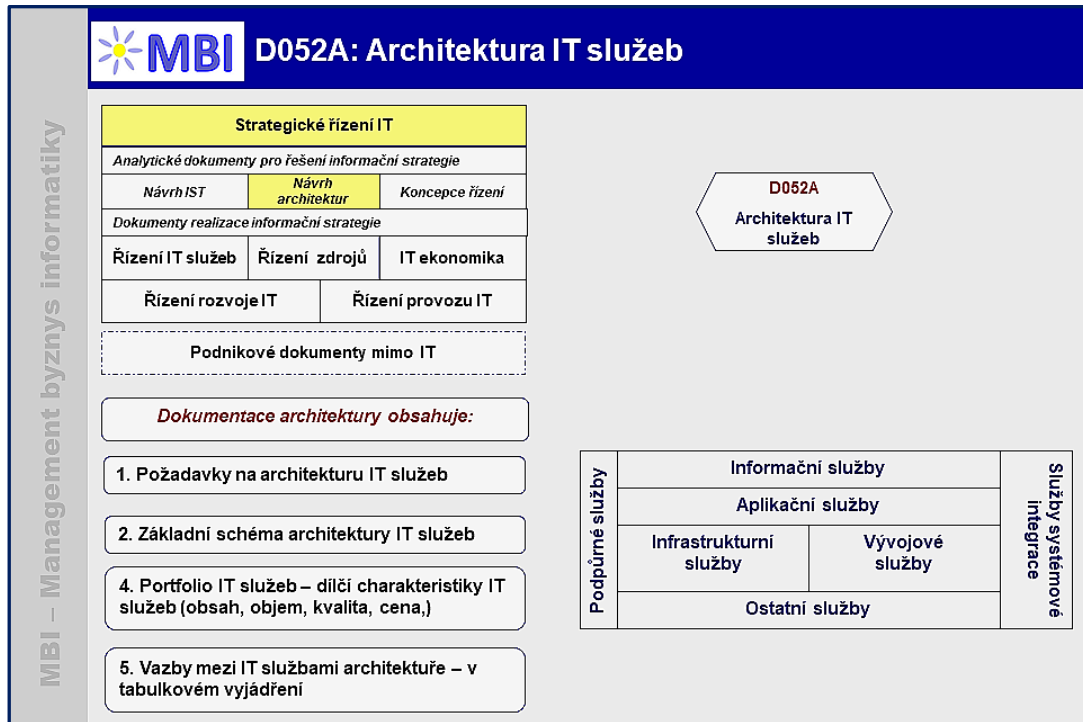 MBI – Management byznys informatiky
MBI
D052A: Architektura IT služeb
Strategické řízení IT
Analytické dokumenty pro řešení informační strategie
Návrh IST
Návrh
architektur
Koncepce řízení
Dokumenty realizace informační strategie
Řízení IT služeb
Řízení zdrojů
IT ekonomika
Řízení rozvoje IT
Řízení provozu IT
Podnikové dokumenty mimo IT
Dokumentace architektury obsahuje:
1. Požadavky na architekturu IT služeb
2. Základní schéma architektury IT služeb
4. Portfolio IT služeb – dílčí charakteristiky IT
služeb (obsah, objem, kvalita, cena,)
5. Vazby mezi IT službami architektuře – v
tabulkovém vyjádření
D052A
Architektura IT
služeb
Podpůrné služby
Informační služby
Aplikační služby
Infrastrukturní
služby
Vývojové
služby
Ostatní služby
Služby systémové
integrace